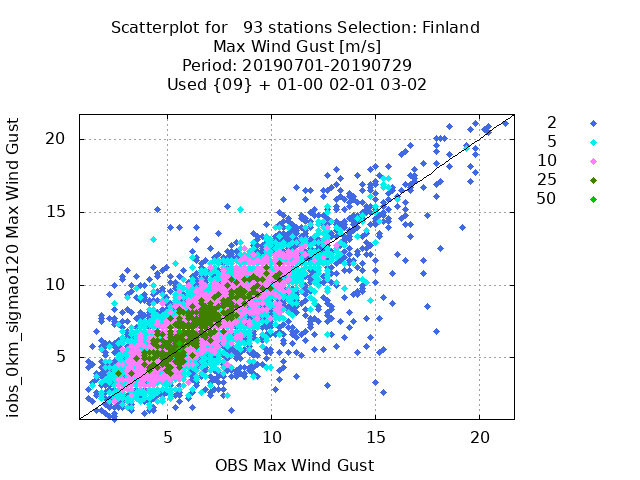 Scatterplot for 93 stations Selection: Finland
Max Wind Gust [m/s]
Period: 20190701-20190729
Used {09} + 01-00 02-01 03-02
iobs_0km_sigmao120 Max Wind Gust
20
15
10
5
5 10 15 20
OBS Max Wind Gust
2
5
10
25
50